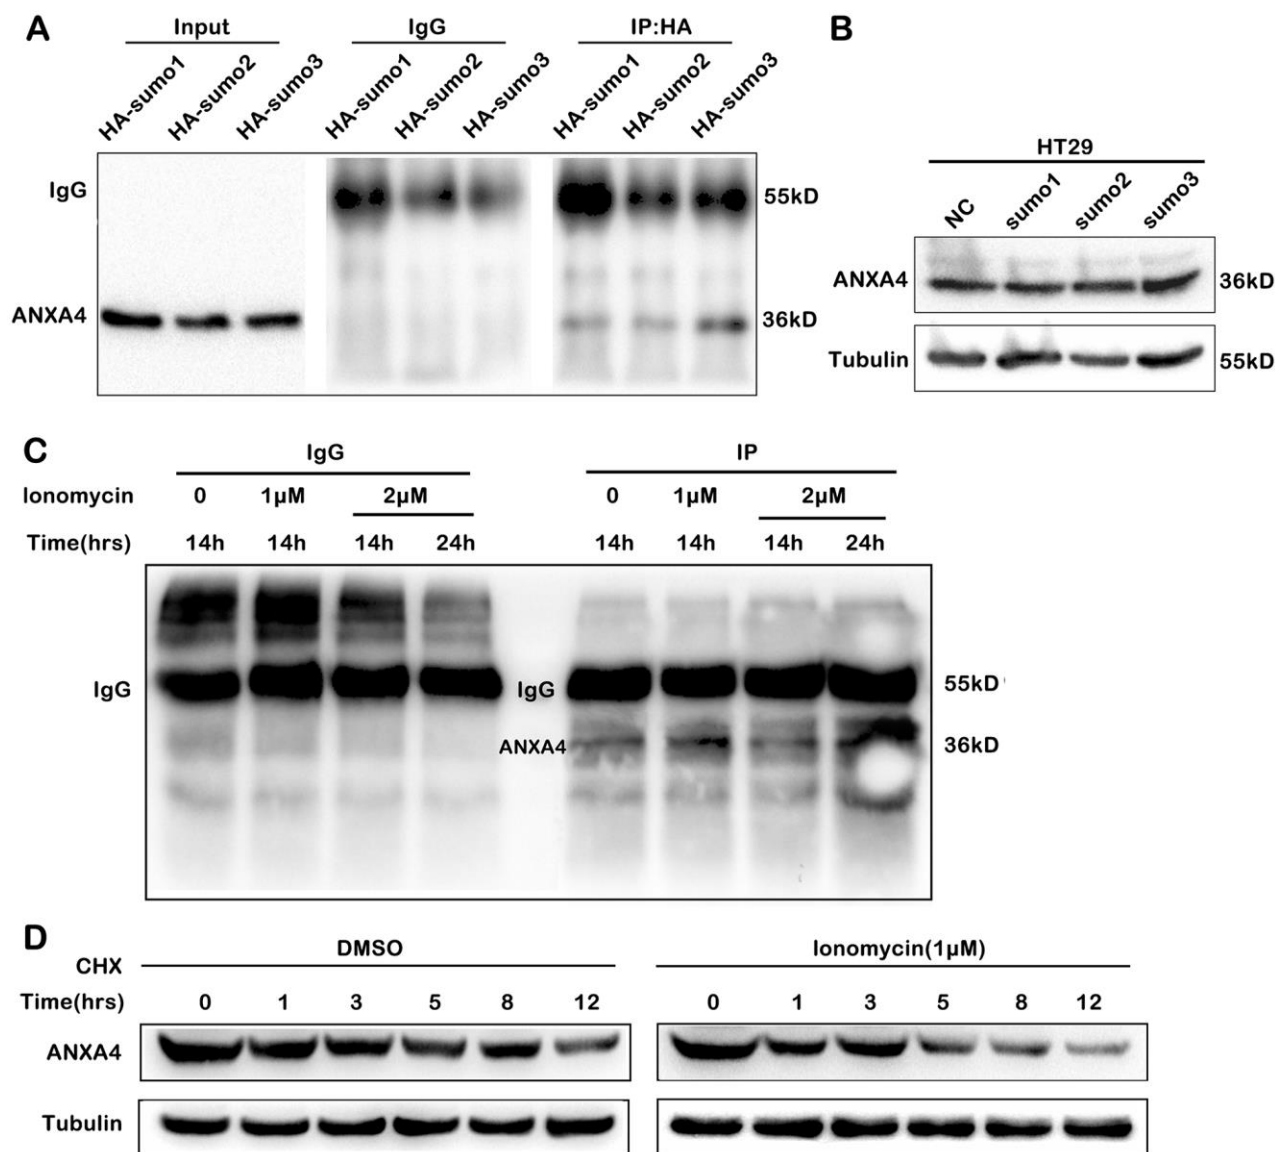 A
Input
IgG
IP:HA
HA-sumo1
HA-sumo2
HA-sumo3
HA-sumo1
HA-sumo2
HA-sumo3
HA-sumo1
HA-sumo2
HA-sumo3
IgG
55kD
ANXA4
36kD
B
HT29
NC
sumo1
sumo2
sumo3
ANXA4
36kD
Tubulin
55kD
C
IgG
IP
Ionomycin
0
1μM
2μM
0
1μM
2μM
Time(hrs)
14h
14h
14h
24h
14h
14h
14h
24h
IgG
IgG
55kD
ANXA4
36kD
D
DMSO
Ionomycin(1μM)
CHX
Time(hrs)
0
1
3
5
8
12
0
1
3
5
8
12
ANXA4
Tubulin